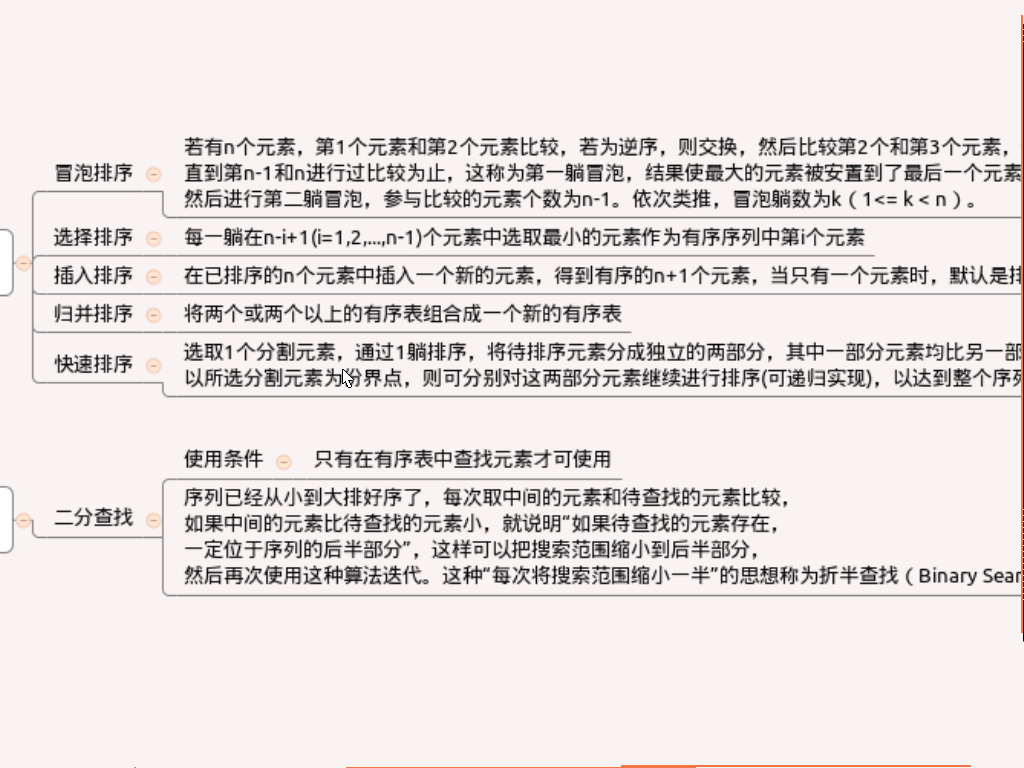 冒泡排序
若有n个元素，第1个元素和第2个元素比较，若为逆序，则交换，然后比较第2个和第3个元素，
直到第n-1和n进行过比较为止，这称为第一躺冒泡，结果使最大的元素被安置到了最后一个元素
然后进行第二躺冒泡，参与比较的元素个数为n-1。依次类推，冒泡躺数为k（1<= k < n）。
选择排序
每一躺在n-i+1(i=1,2,...,n-1)个元素中选取最小的元素作为有序序列中第i个元素
插入排序
在已排序的n个元素中插入一个新的元素，得到有序的n+1个元素，当只有一个元素时，默认是排
归并排序
将两个或两个以上的有序表组合成一个新的有序表
快速排序
选取1个分割元素，通过1躺排序，将待排序元素分成独立的两部分，其中一部分元素均比另一部
以所选分割元素为分界点，则可分别对这两部分元素继续进行排序(可递归实现)，以达到整个序列
二分查找
使用条件
只有在有序表中查找元素才可使用
序列已经从小到大排好序了，每次取中间的元素和待查找的元素比较，
如果中间的元素比待查找的元素小，就说明“如果待查找的元素存在，
一定位于序列的后半部分”，这样可以把搜索范围缩小到后半部分，
然后再次使用这种算法迭代。这种“每次将搜索范围缩小一半”的思想称为折半查找（Binary Sear